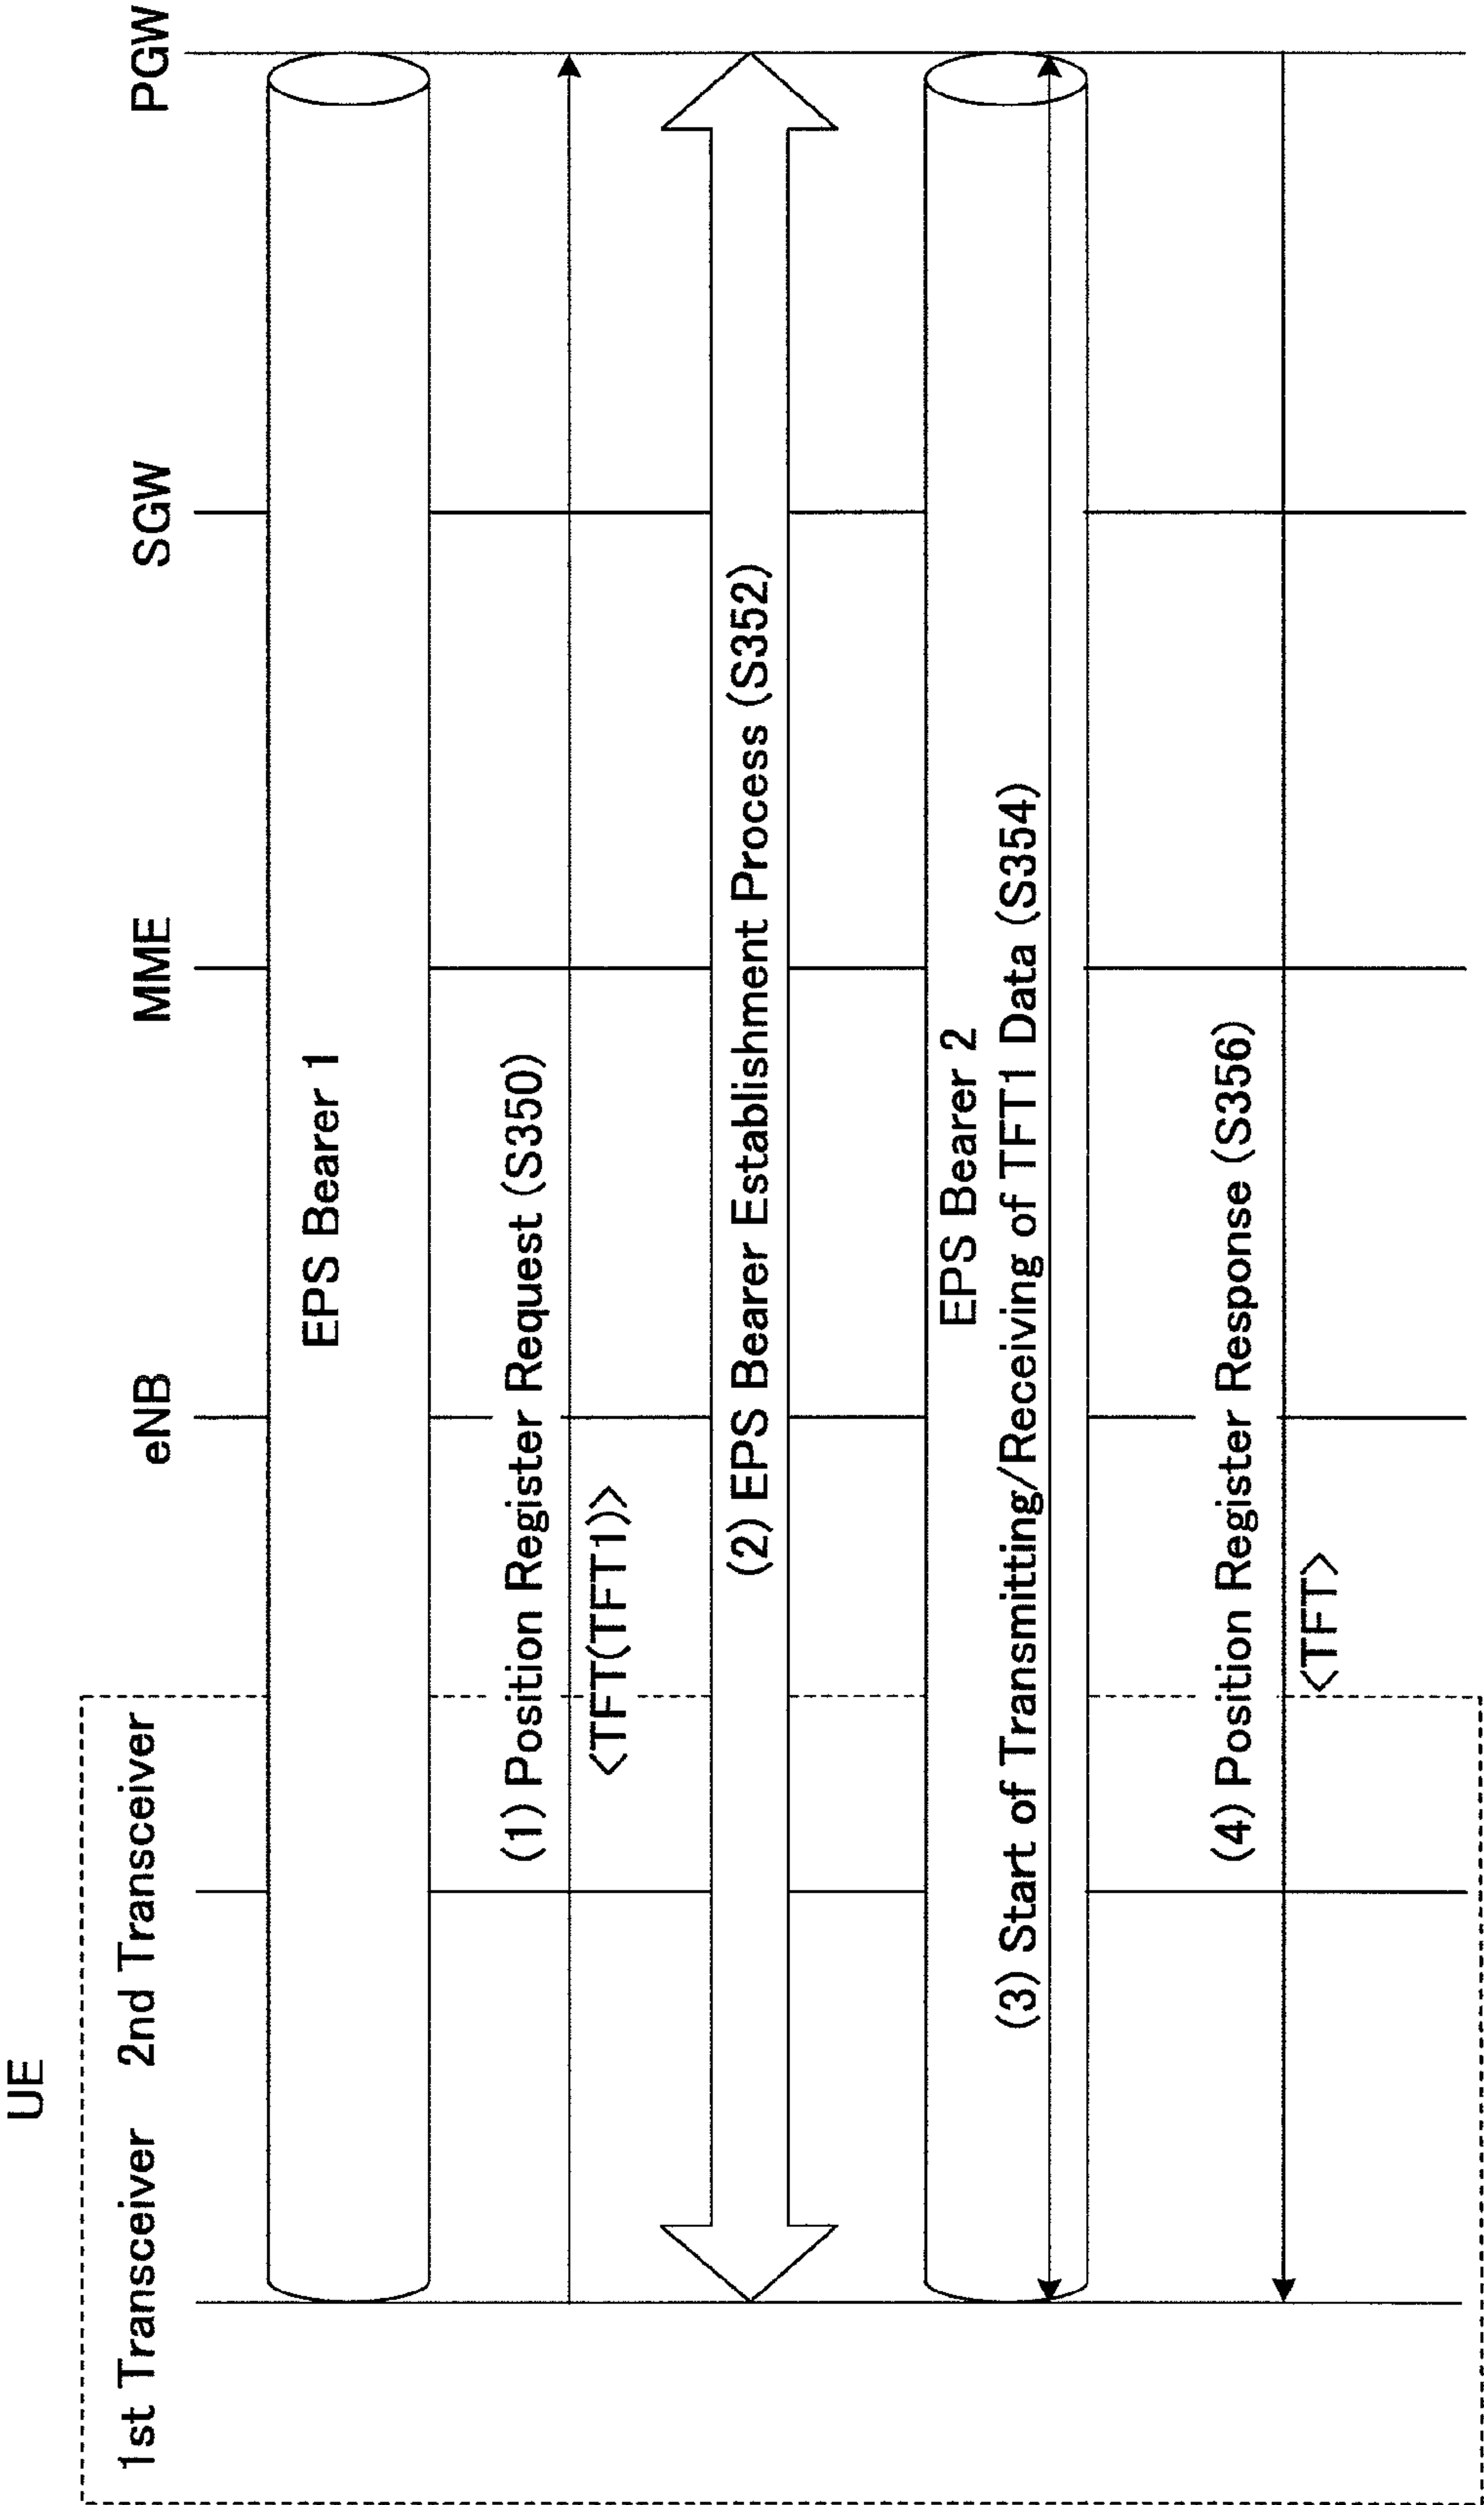 UE
1st Transceiver
2nd Transceiver
eNB
MME
SGW
PGW
EPS Bearer 1
(1) Position Register Request (S350)
<TFT(TFT1)>
(2) EPS Bearer Establishment Process (S352)
EPS Bearer 2
(3) Start of Transmitting/Receiving of TFT1 Data (S354)
(4) Position Register Response (S356)
<TFT>